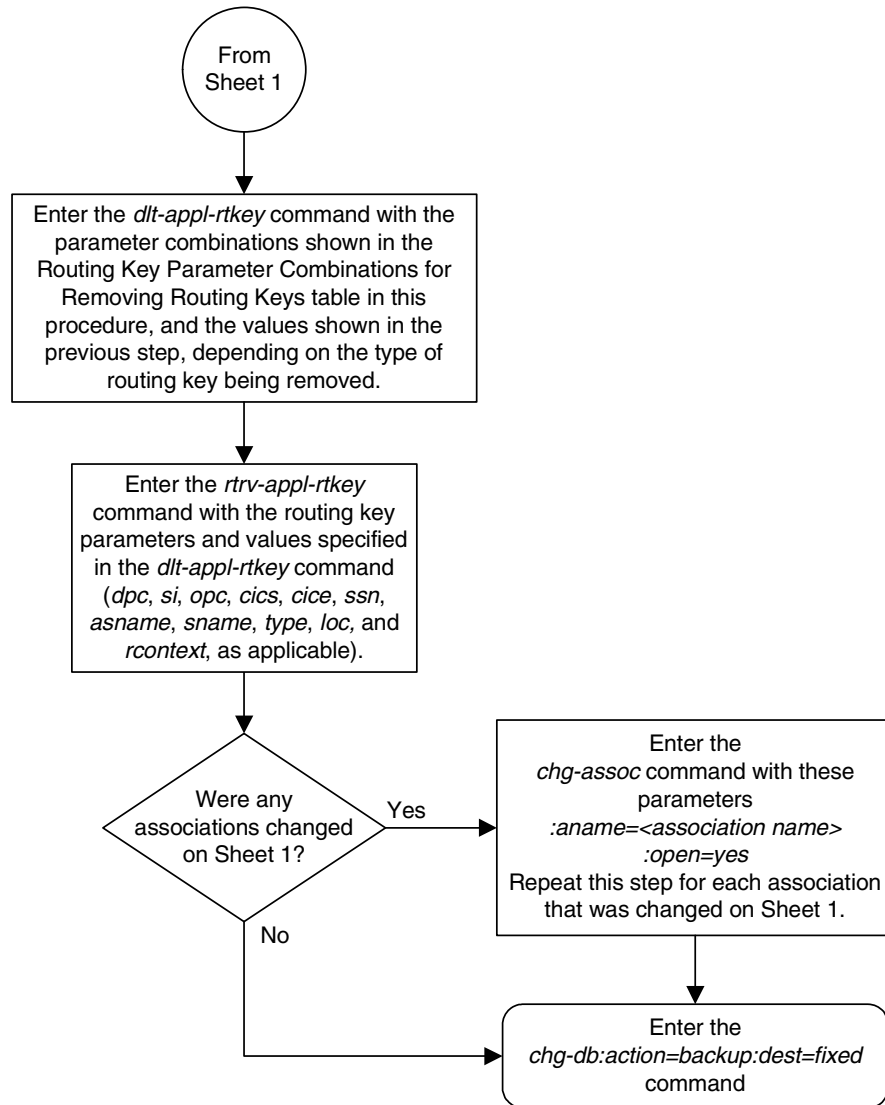 From
Sheet 1
Enter the dlt-appl-rtkey command with the
parameter combinations shown in the
Routing Key Parameter Combinations for
Removing Routing Keys table in this
procedure, and the values shown in the
previous step, depending on the type of
routing key being removed.
Enter the rtrv-appl-rtkey
command with the routing key
parameters and values specified
in the dlt-appl-rtkey command
(dpc, si, opc, cics, cice, ssn,
asname, sname, type, loc, and
rcontext, as applicable).
Were any
associations changed
on Sheet 1?
Yes
No
Enter the
chg-assoc command with these
parameters
:aname=<association name>
:open=yes
Repeat this step for each association
that was changed on Sheet 1.
Enter the
chg-db:action=backup:dest=fixed
command